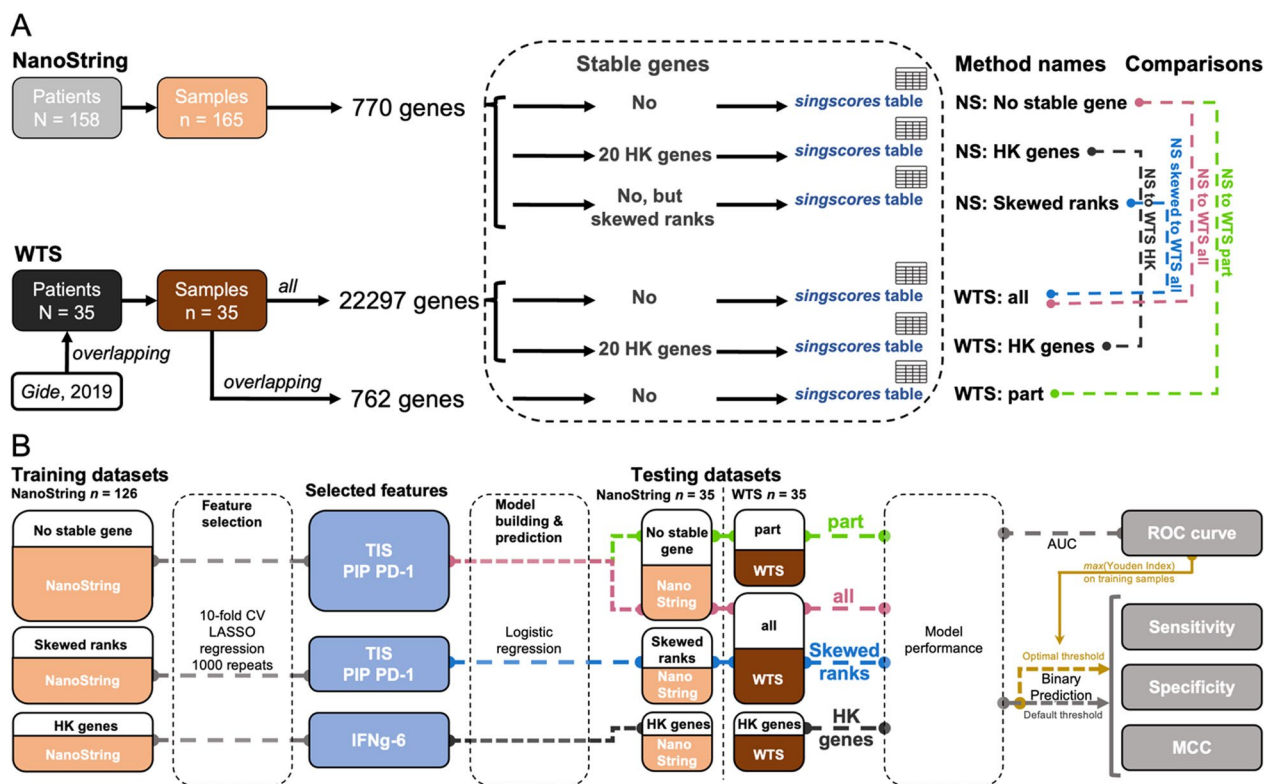 A
NanoString
Patients
N = 158
Samples
n = 165
770 genes
Stable genes
No
singscores table
20 HK genes
singscores table
No, but
skewed ranks
singscores table
Method names
Comparisons
NS: No stable gene
NS: HK genes
NS: Skewed ranks
WTS
Patients
N = 35
Samples
n = 35
all
22297 genes
No
singscores table
20 HK genes
singscores table
WTS: all
WTS: HK genes
overlapping
Gide, 2019
overlapping
762 genes
No
singscores table
WTS: part
NS to WTS HK
NS skewed to WTS all
NS to WTS all
NS to WTS part
B
Training datasets
NanoString n = 126
No stable gene
NanoString
Skewed ranks
NanoString
HK genes
NanoString
Feature
selection
10-fold CV
LASSO
regression
1000 repeats
Selected features
TIS
PIP PD-1
TIS
PIP PD-1
IFNg-6
Model
building &
prediction
Logistic
regression
Testing datasets
NanoString n = 35
WTS n = 35
No stable
gene
Nano
String
Skewed
ranks
Nano
String
HK genes
Nano
String
part
WTS
all
WTS
HK genes
WTS
part
all
Skewed
ranks
HK
genes
Model
performance
AUC
ROC curve
max(Youden Index)
on training samples
Optimal threshold
Binary
Prediction
Default threshold
Sensitivity
Specificity
MCC